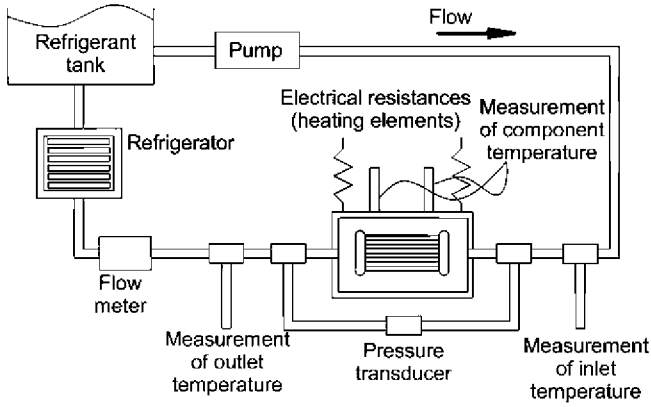 Flow
Refrigerant
tank
Pump
Electrical resistances
(heating elements)
Measurement
of component
temperature
Refrigerator
Flow
meter
Measurement
of outlet
temperature
Pressure
transducer
Measurement
of inlet
temperature